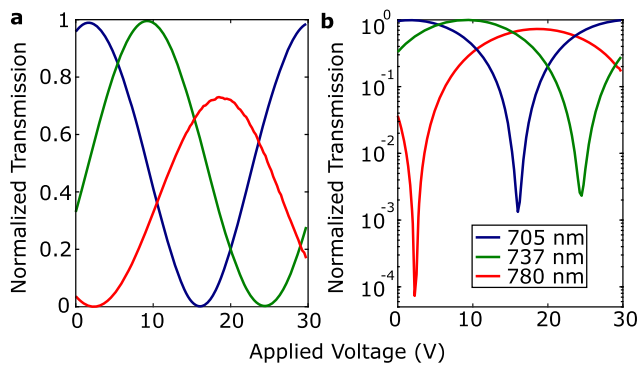 a
b
Normalized Transmission
1
0.8
0.6
0.4
0.2
0
0
10
20
30
Normalized Transmission
10⁰
10⁻¹
10⁻²
10⁻³
10⁻⁴
0
10
20
30
705 nm
737 nm
780 nm
Applied Voltage (V)